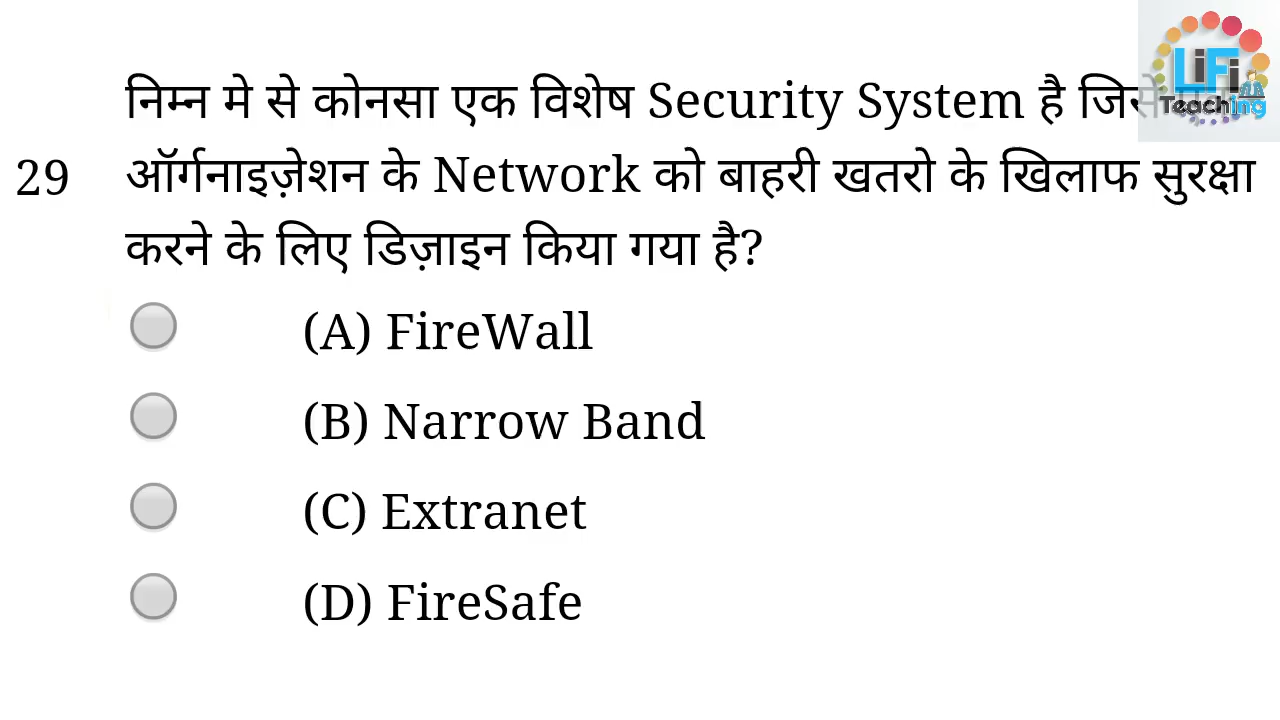 निम्न मे से कोनसा एक विशेष Security System है
LiFi
Teaching
29 ऑर्गनाइज़ेशन के Network को बाहरी खतरो के खिलाफ सुरक्षा
करने के लिए डिज़ाइन किया गया है?
(A) FireWall
(B) Narrow Band
(C) Extranet
(D) FireSafe